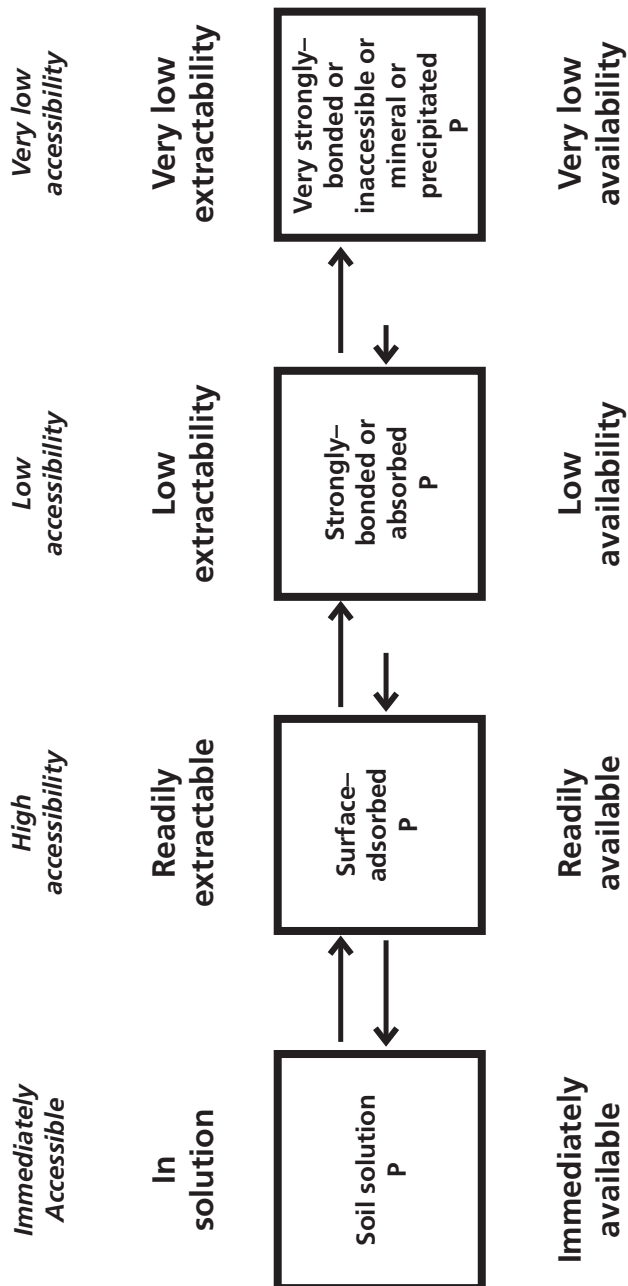 Immediately
Accessible
High
accessibility
Low
accessibility
Very low
accessibility
In
solution
Readily
extractable
Low
extractability
Very low
extractability
Soil solution
P
Surface–
adsorbed
P
Strongly–
bonded or
absorbed
P
Very strongly–
bonded or
inaccessible or
mineral or
precipitated
P
Immediately
available
Readily
available
Low
availability
Very low
availability